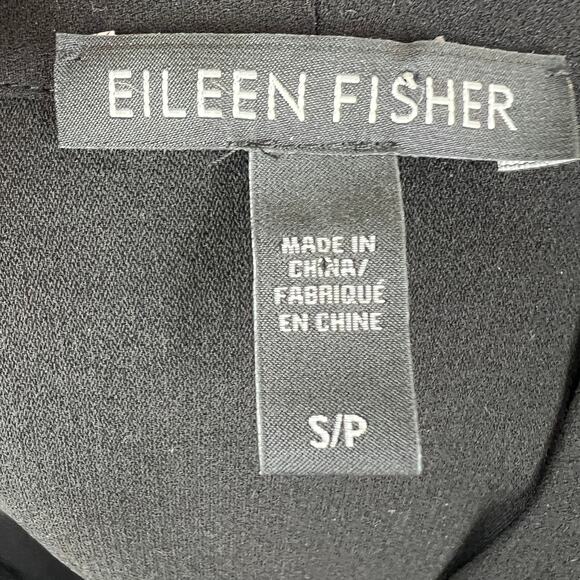 EILEEN FISHER
MADE IN
CHINA/
FABRIQUÉ
EN CHINE
S/P